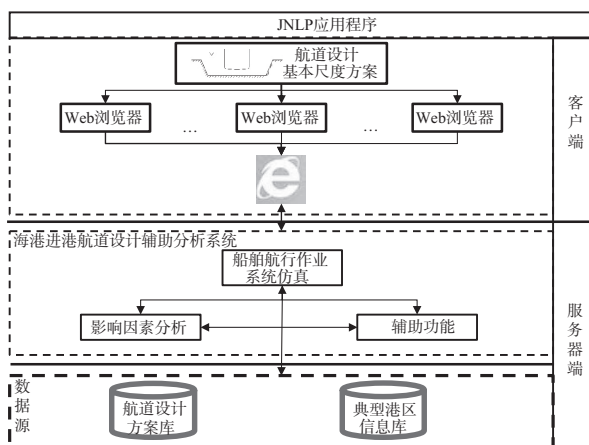 JNLP应用程序
航道设计
基本尺度方案
Web浏览器
…
Web浏览器
…
Web浏览器
客户端
海港进港航道设计辅助分析系统
船舶航行作业
系统仿真
影响因素分析
辅助功能
服务器端
数据源
航道设计
方案库
典型港区
信息库